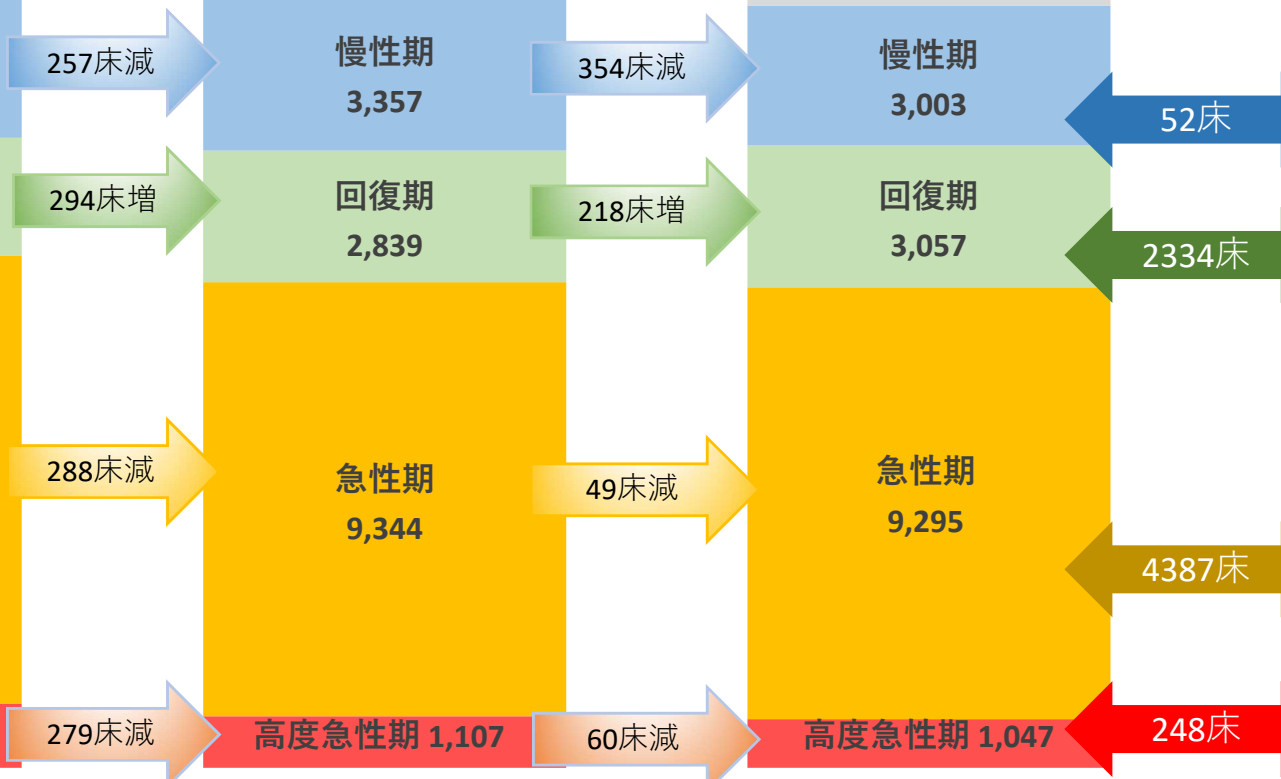 257床減
慢性期
3,357
354床減
慢性期
3,003
52床
294床増
回復期
2,839
218床増
回復期
3,057
2334床
288床減
急性期
9,344
49床減
急性期
9,295
4387床
279床減
高度急性期 1,107
60床減
高度急性期 1,047
248床